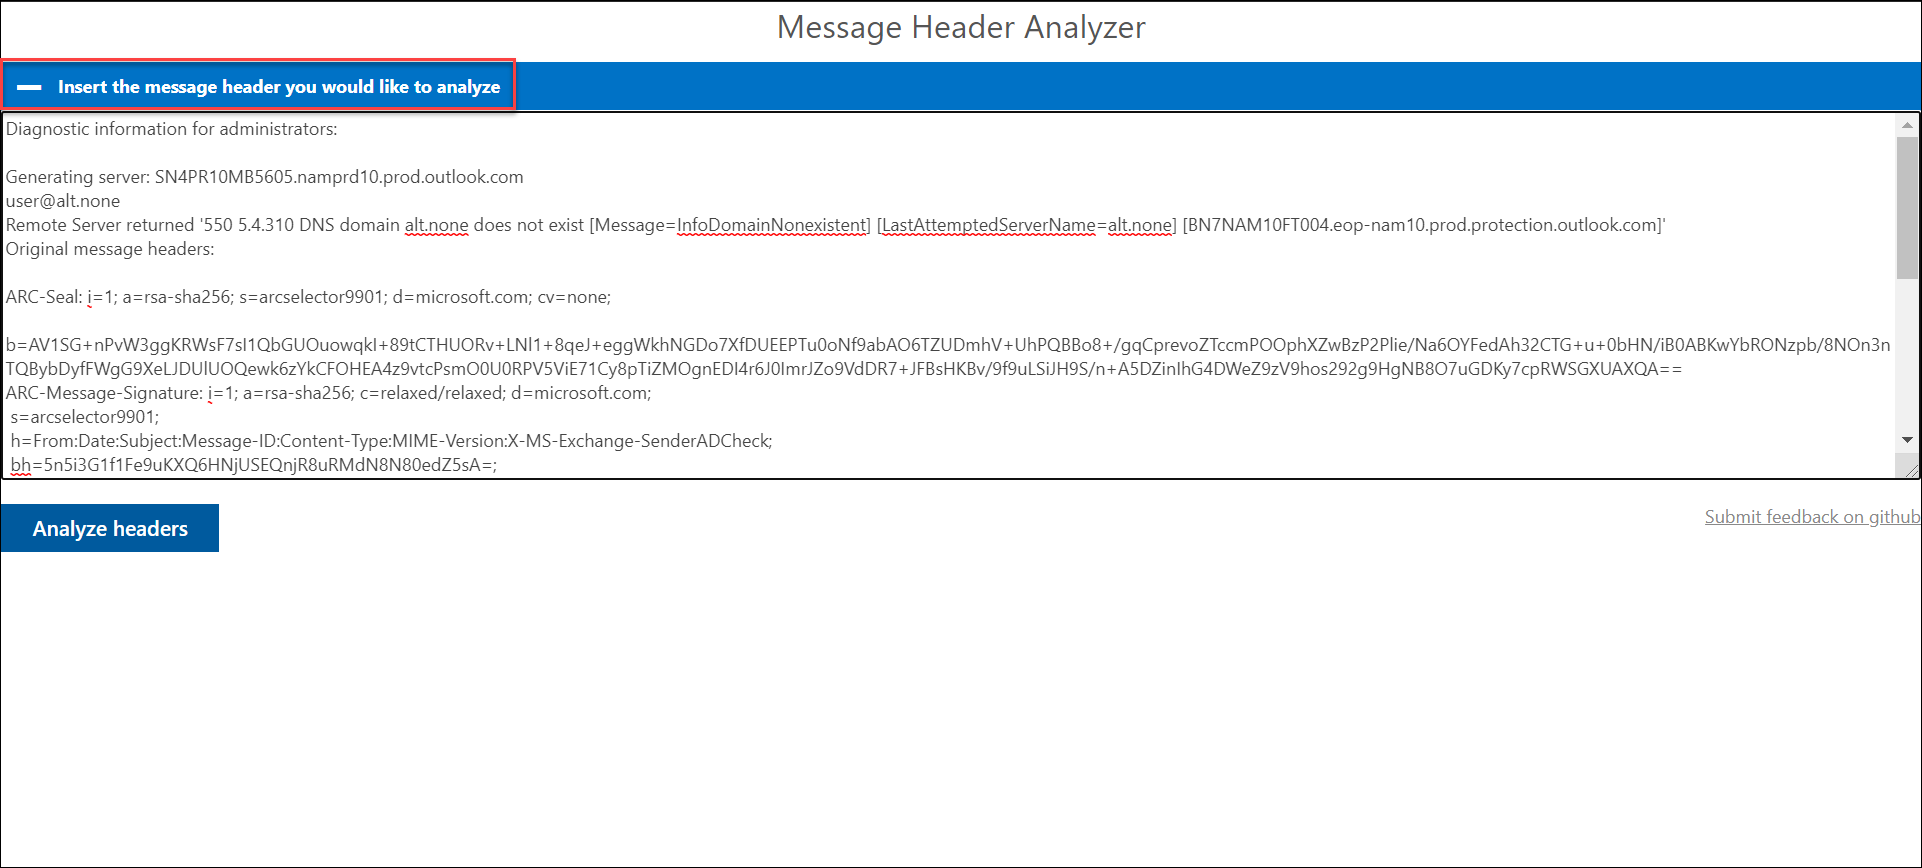 Message Header Analyzer
Insert the message header you would like to analyze
Diagnostic information for administrators:
Generating server: SN4PR10MB5605.namprd10.prod.outlook.com
user@alt.none
Remote Server returned '550 5.4.310 DNS domain alt.none does not exist [Message=InfoDomainNonexistent] [LastAttemptedServerName=alt.none] [BN7NAM10FT004.eop-nam10.prod.protection.outlook.com]'
Original message headers:
ARC-Seal: i=1; a=rsa-sha256; s=arcselector9901; d=microsoft.com; cv=none;
b=AV1SG+nPvW3ggKRWsF7sI1QbGUOuowqkI+89tCTHUORv+LNl1+8qeJ+eggWkhNGDo7XfDUEEPTu0oNf9abAO6TZUDmhV+UhPQBBo8+/gqCprevoZTccmPOOphXZwBzP2Plie/Na6OYFedAh32CTG+u+0bHN/iB0ABKwYbRONzpb/8NOn3n
TQBybDyfFWgG9XeLJDUlUOQewk6zYkCFOHEA4z9vtcPsmO0U0RPV5ViE71Cy8pTiZMOgnEDI4r6J0ImrJZo9VdDR7+JFBsHKBv/9f9uLSiJH9S/n+A5DZinIhG4DWeZ9zV9hos292g9HgNB8O7uGDKy7cpRWSGXUAXQA==
ARC-Message-Signature: i=1; a=rsa-sha256; c=relaxed/relaxed; d=microsoft.com;
s=arcselector9901;
h=From:Date:Subject:Message-ID:Content-Type:MIME-Version:X-MS-Exchange-SenderADCheck;
bh=5n5i3G1f1Fe9uKXQ6HNjUSEQnjR8uRMdN8N80edZ5sA=;
Analyze headers
Submit feedback on github